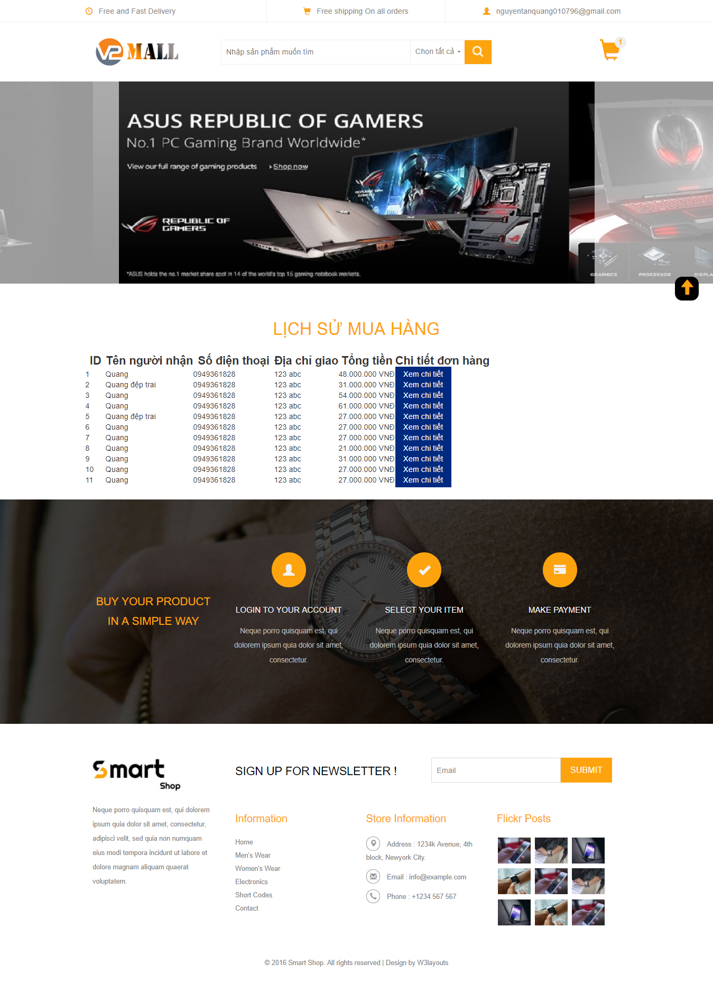 Free and Fast Delivery
Free shipping On all orders
nguyentanquang010796@gmail.com
V2 MALL
Nhập sản phẩm muốn tìm
Chọn tất cả
1
ASUS REPUBLIC OF GAMERS
No.1 PC Gaming Brand Worldwide*
View our full range of gaming products
Shop now
REPUBLIC OF
GAMERS
*ASUS holds the no.1 market share spot in 14 of the world's top 15 gaming notebook markets.
GRAPHICS PROCESSOR DISPLA
LỊCH SỬ MUA HÀNG
ID Tên người nhận Số điện thoại Địa chỉ giao Tổng tiền Chi tiết đơn hàng
1 Quang 0949361828 123 abc 48.000.000 VNĐ Xem chi tiết
2 Quang đệp trai 0949361828 123 abc 31.000.000 VNĐ Xem chi tiết
3 Quang 0949361828 123 abc 54.000.000 VNĐ Xem chi tiết
4 Quang 0949361828 123 abc 61.000.000 VNĐ Xem chi tiết
5 Quang đệp trai 0949361828 123 abc 27.000.000 VNĐ Xem chi tiết
6 Quang 0949361828 123 abc 27.000.000 VNĐ Xem chi tiết
7 Quang 0949361828 123 abc 27.000.000 VNĐ Xem chi tiết
8 Quang 0949361828 123 abc 21.000.000 VNĐ Xem chi tiết
9 Quang 0949361828 123 abc 31.000.000 VNĐ Xem chi tiết
10 Quang 0949361828 123 abc 27.000.000 VNĐ Xem chi tiết
11 Quang 0949361828 123 abc 27.000.000 VNĐ Xem chi tiết
BUY YOUR PRODUCT
IN A SIMPLE WAY
LOGIN TO YOUR ACCOUNT
Neque porro quisquam est, qui
dolorem ipsum quia dolor sit amet,
consectetur.
SELECT YOUR ITEM
Neque porro quisquam est, qui
dolorem ipsum quia dolor sit amet,
consectetur.
MAKE PAYMENT
Neque porro quisquam est, qui
dolorem ipsum quia dolor sit amet,
consectetur.
Smart
Shop
Neque porro quisquam est, qui dolorem
ipsum quia dolor sit amet, consectetur,
adipisci velit, sed quia non numquam
eius modi tempora incidunt ut labore et
dolore magnam aliquam quaerat
voluptatem.
SIGN UP FOR NEWSLETTER !
Email
SUBMIT
Information
Home
Men's Wear
Women's Wear
Electronics
Short Codes
Contact
Store Information
Address : 1234k Avenue, 4th
block, Newyork City.
Email : info@example.com
Phone : +1234 567 567
Flickr Posts
© 2016 Smart Shop. All rights reserved | Design by W3layouts